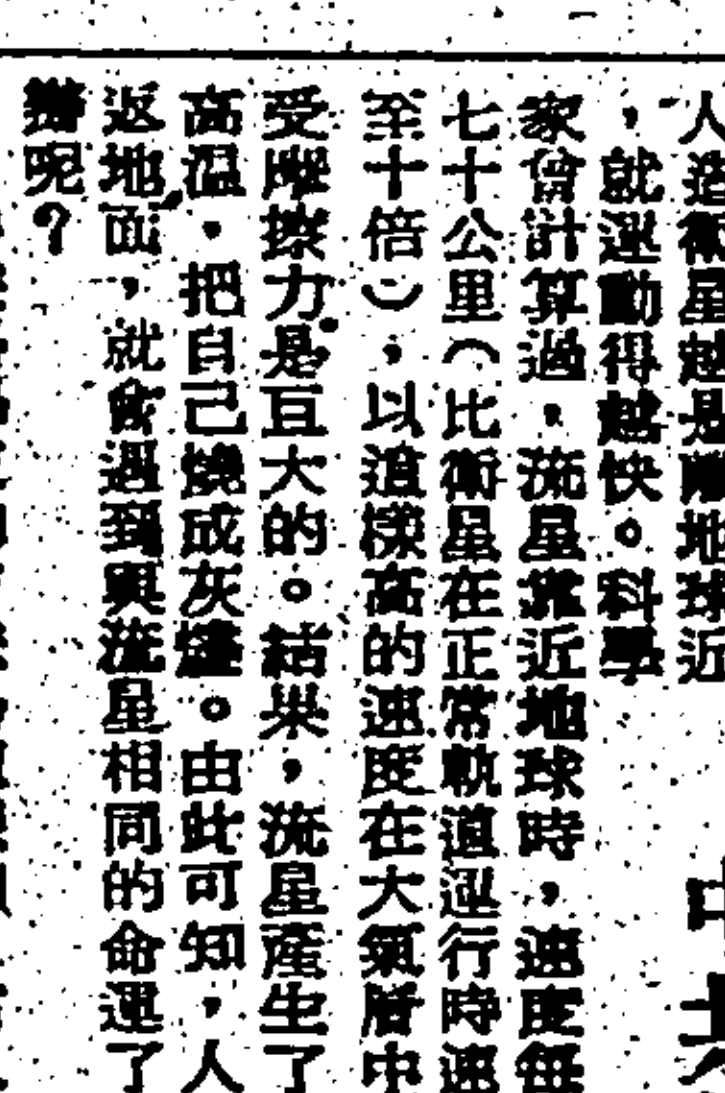 人造衛星越是離地球近
，就運動得越快。科學
家曾計算過，流星靠近地球時，速度每
七十公里（比衛星在正常軌道運行時速
至十倍），以這樣高的速度在大氣層中
受摩擦力是巨大的。結果，流星產生了
高溫，把自己燒成灰燼。由此可知，人
返地面，就會遇到與流星相同的命運了
辦呢？